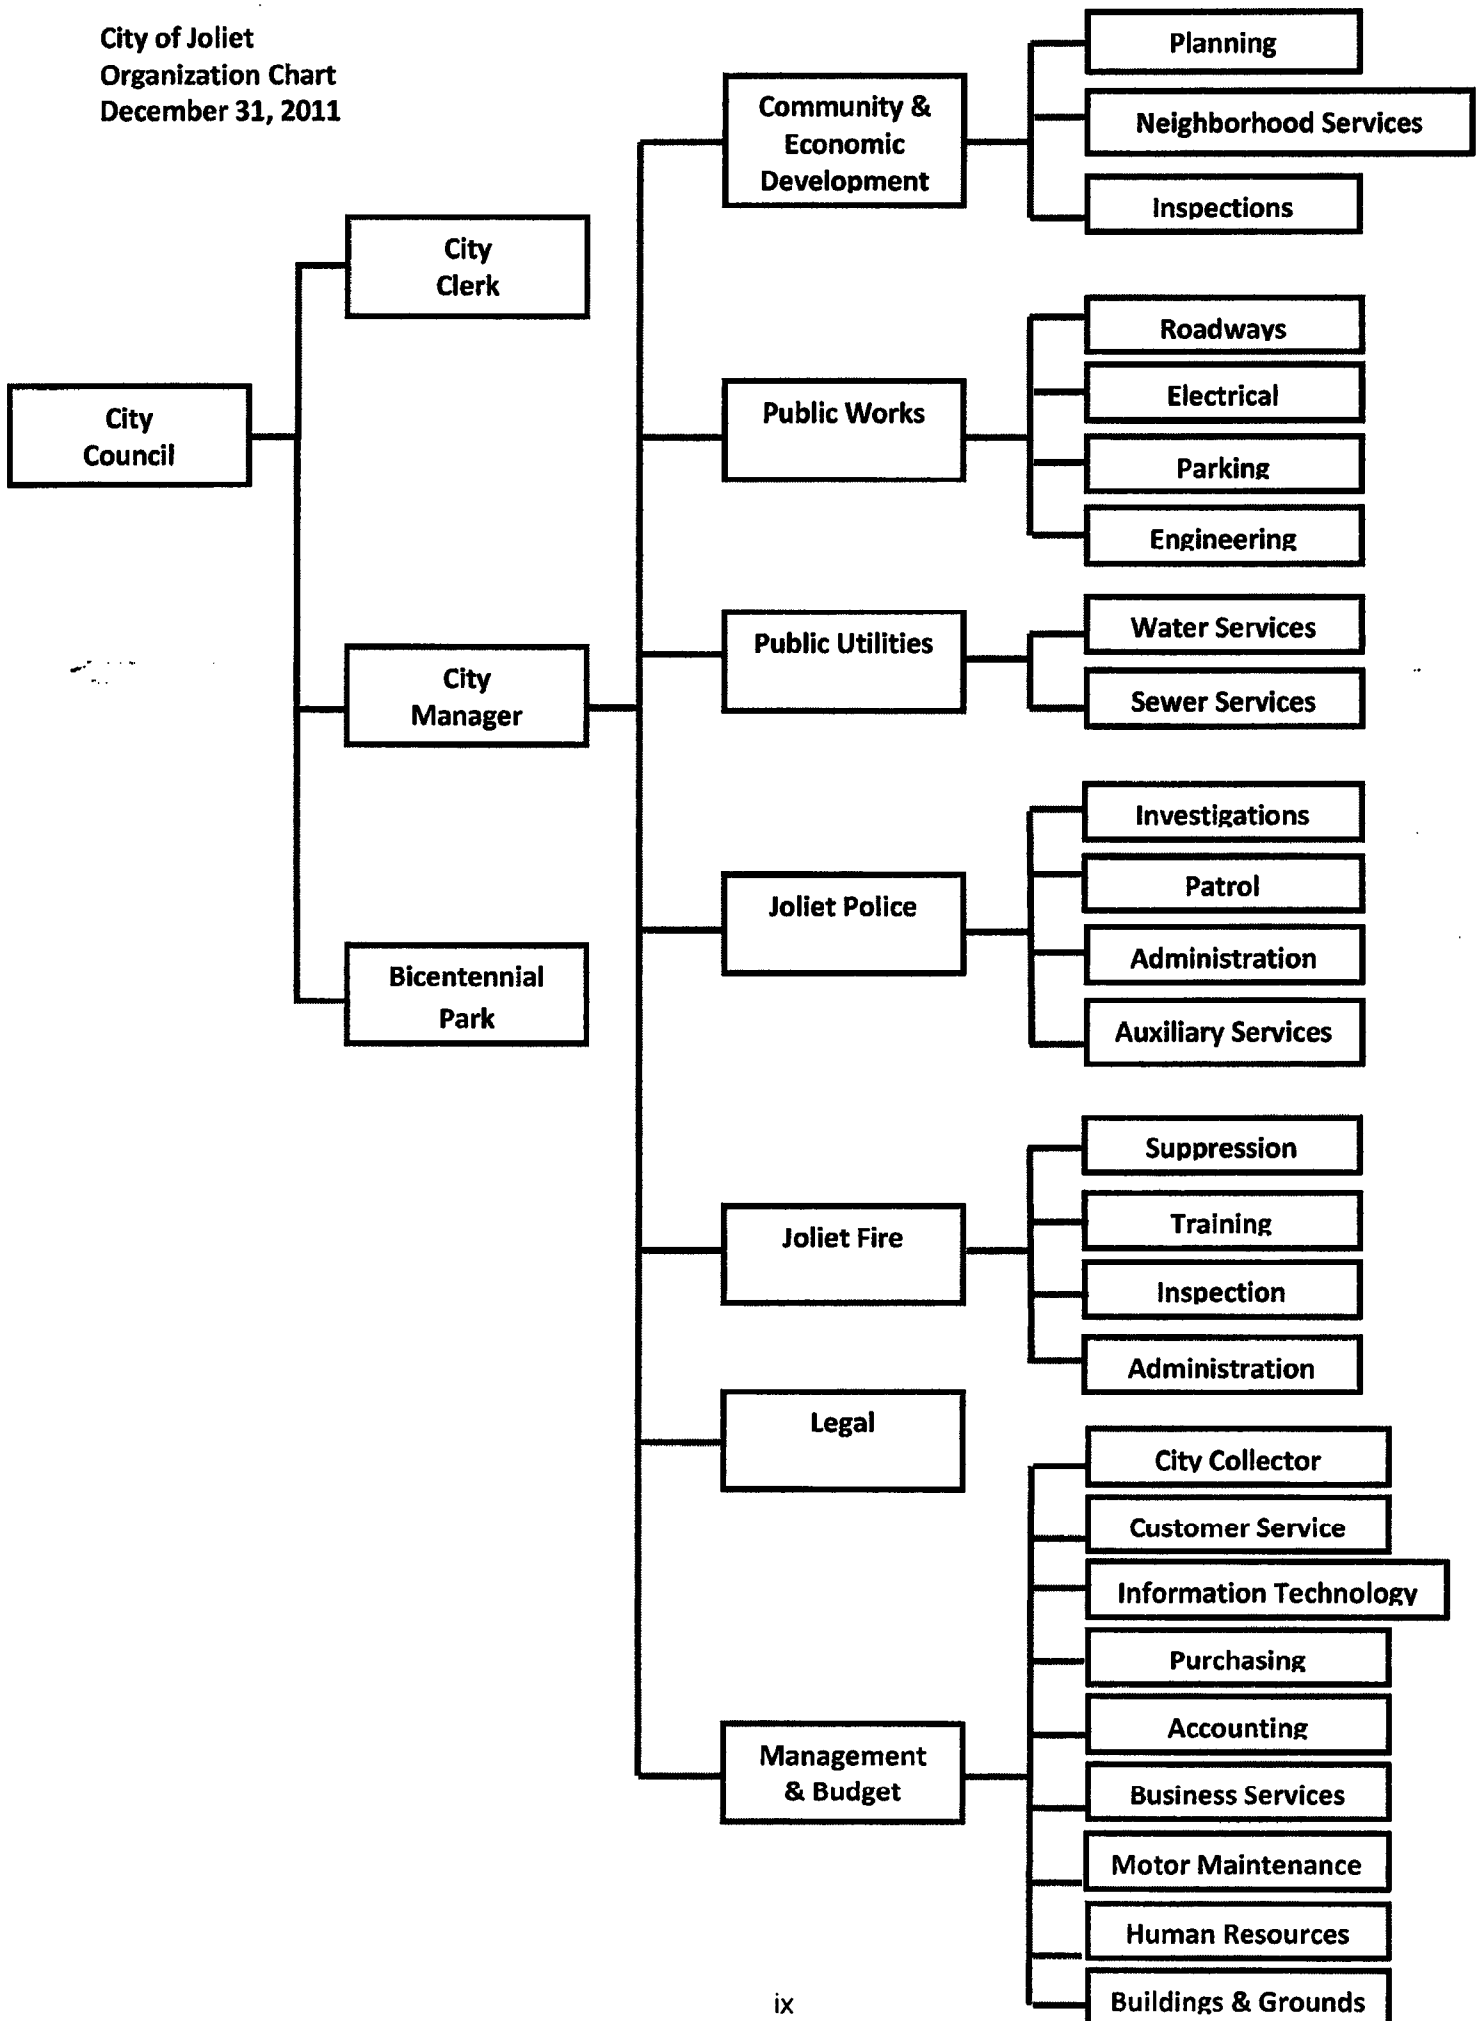 City of Joliet
Organization Chart
December 31, 2011
City
Council
City
Clerk
City
Manager
Bicentennial
Park
Community &
Economic
Development
Planning
Neighborhood Services
Inspections
Public Works
Roadways
Electrical
Parking
Engineering
Public Utilities
Water Services
Sewer Services
Joliet Police
Investigations
Patrol
Administration
Auxiliary Services
Joliet Fire
Suppression
Training
Inspection
Administration
Legal
Management
& Budget
City Collector
Customer Service
Information Technology
Purchasing
Accounting
Business Services
Motor Maintenance
Human Resources
Buildings & Grounds
ix